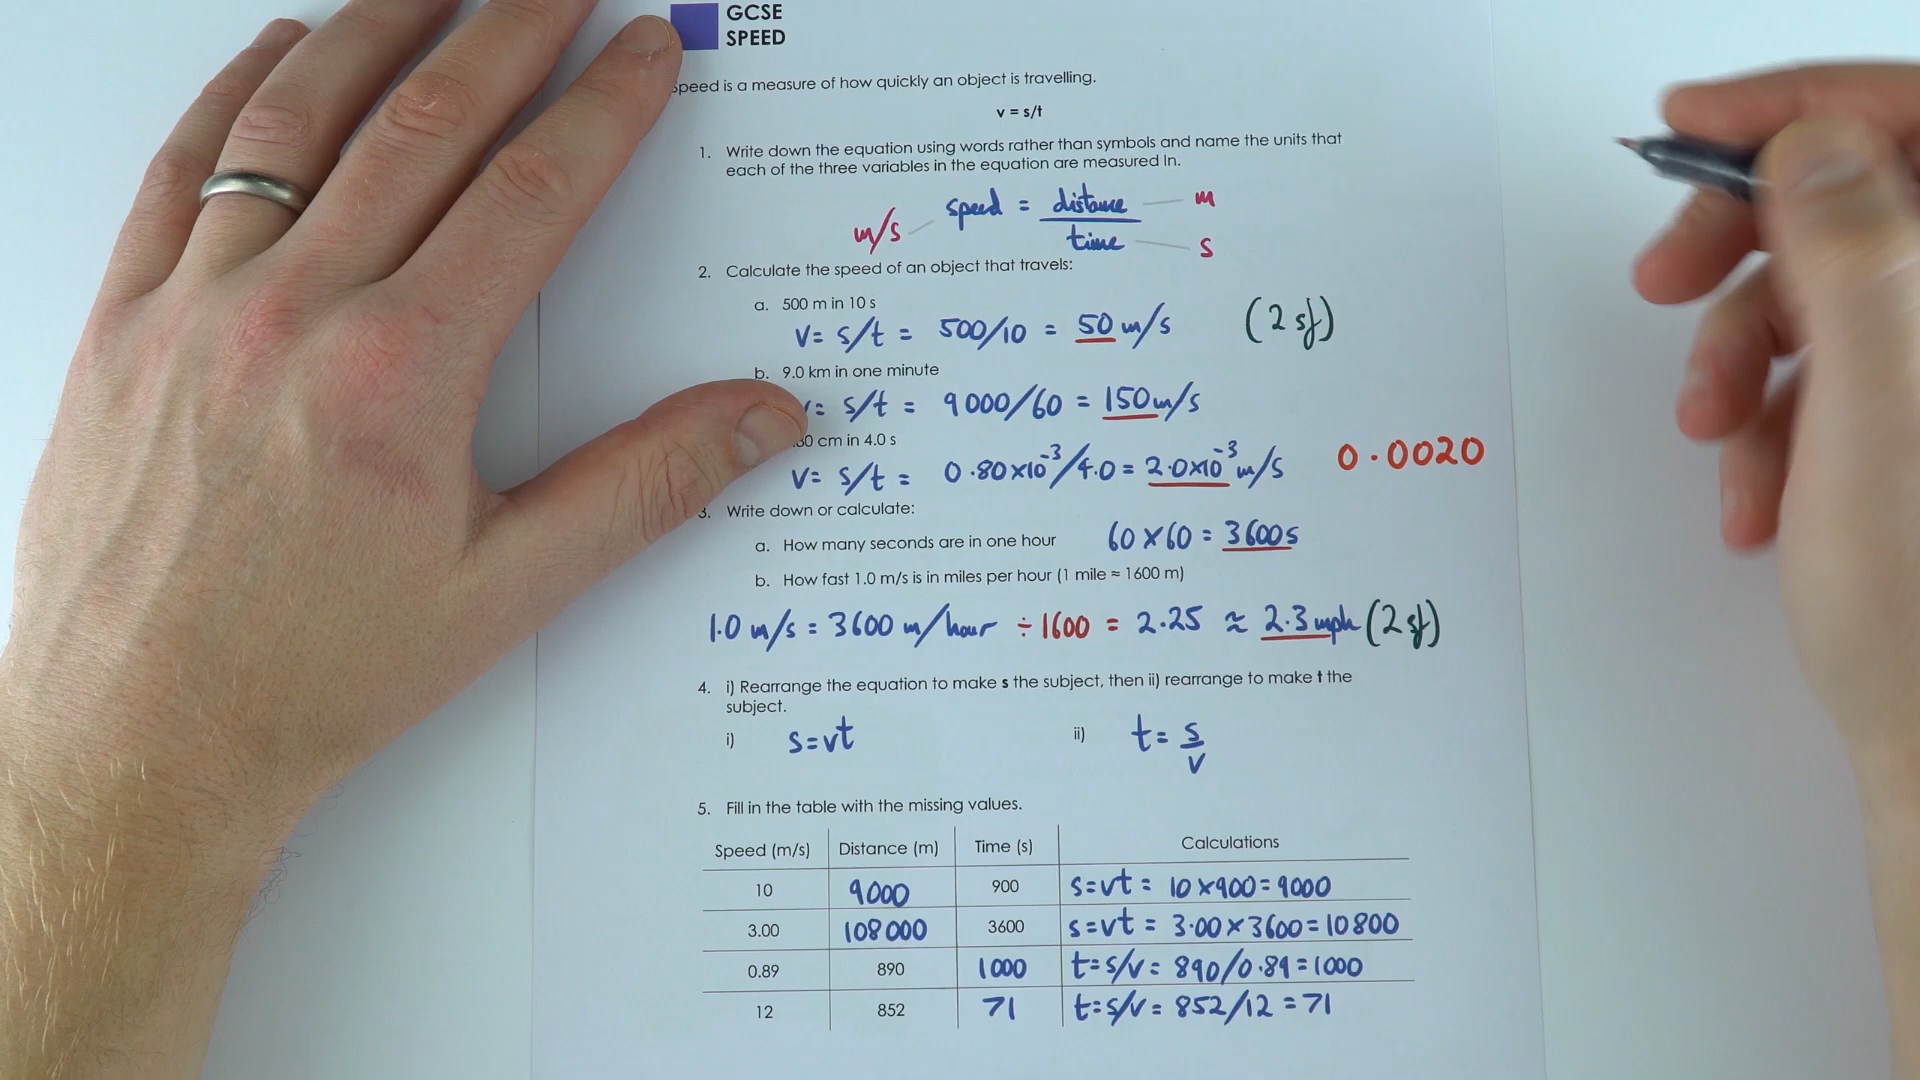 GCSE
SPEED
Speed is a measure of how quickly an object is travelling.
v = s/t
1. Write down the equation using words rather than symbols and name the units that
each of the three variables in the equation are measured in.
m/s speed = distance/time m s
2. Calculate the speed of an object that travels:
a. 500 m in 10 s
v = s/t = 500/10 = 50 m/s (2 sf)
b. 9.0 km in one minute
= s/t = 9000/60 = 150 m/s
cm in 4.0 s
v = s/t = 0.80×10⁻³/4.0 = 2.0×10⁻³ m/s 0.0020
3. Write down or calculate:
a. How many seconds are in one hour 60 × 60 = 3600 s
b. How fast 1.0 m/s is in miles per hour (1 mile ≈ 1600 m)
1.0 m/s = 3600 m/hour ÷ 1600 = 2.25 ≈ 2.3 mph (2 sf)
4. i) Rearrange the equation to make s the subject, then ii) rearrange to make t the
subject.
i) s = vt ii) t = s/v
5. Fill in the table with the missing values.
Speed (m/s) Distance (m) Time (s) Calculations
10 9000 900 s = vt = 10 × 900 = 9000
3.00 108000 3600 s = vt = 3.00 × 3600 = 10800
0.89 890 1000 t = s/v = 890/0.89 = 1000
12 852 71 t = s/v = 852/12 = 71